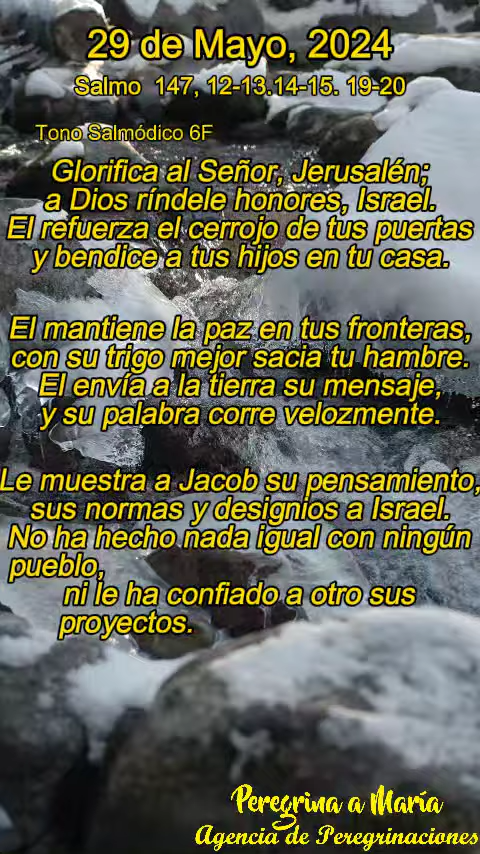 29 de Mayo, 2024
Salmo 147, 12-13.14-15. 19-20
Tono Salmódico 6F
Glorifica al Señor, Jerusalén;
a Dios ríndele honores, Israel.
El refuerza el cerrojo de tus puertas
y bendice a tus hijos en tu casa.
El mantiene la paz en tus fronteras,
con su trigo mejor sacia tu hambre.
El envía a la tierra su mensaje,
y su palabra corre velozmente.
Le muestra a Jacob su pensamiento,
sus normas y designios a Israel.
No ha hecho nada igual con ningún
pueblo,
ni le ha confiado a otro sus
proyectos.
Peregrina a María
Agencia de Peregrinaciones